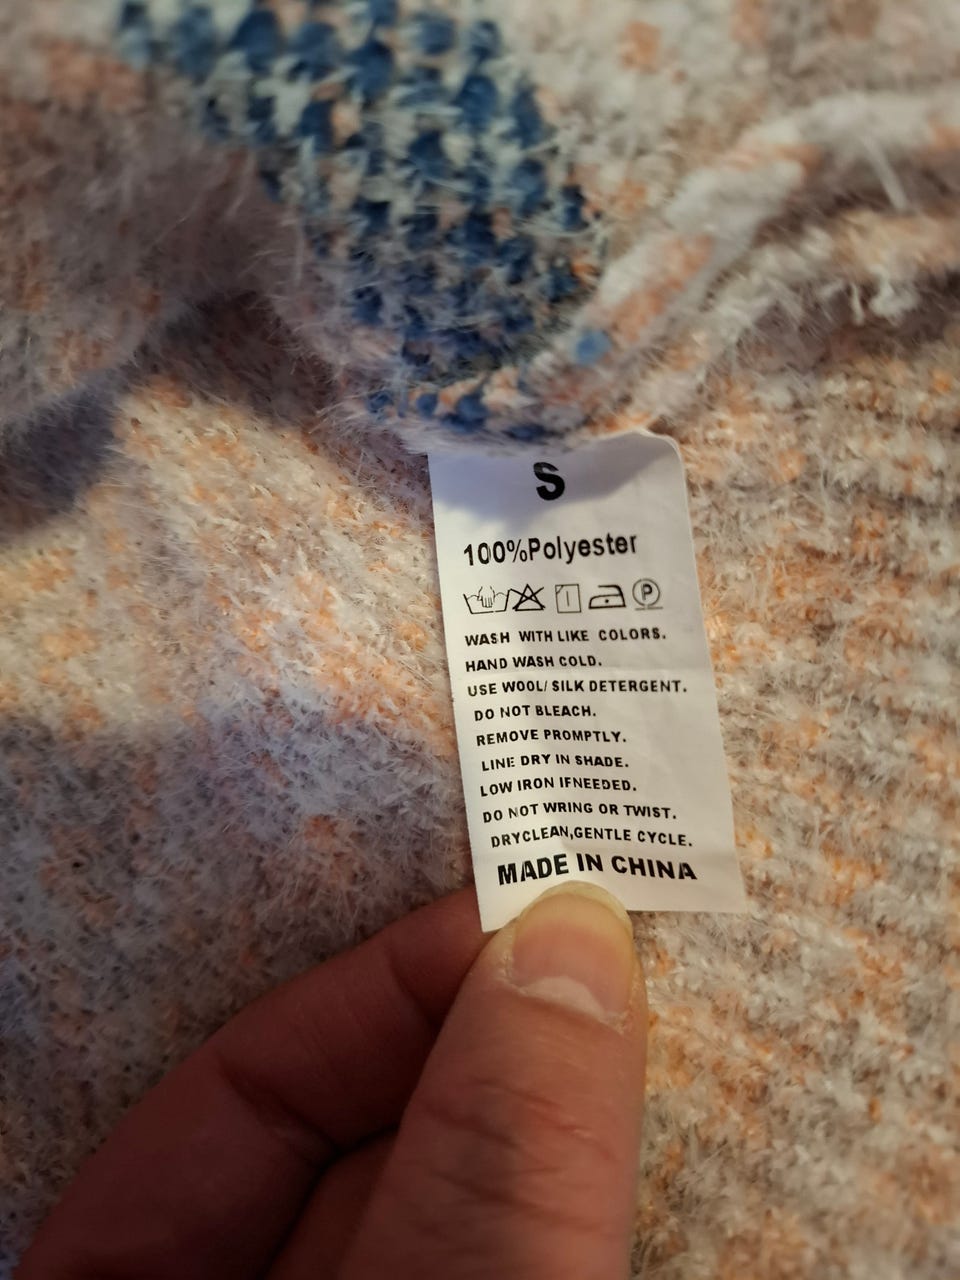 S
100%Polyester
P
WASH WITH LIKE COLORS.
HAND WASH COLD.
USE WOOL/ SILK DETERGENT.
DO NOT BLEACH.
REMOVE PROMPTLY.
LINE DRY IN SHADE.
LOW IRON IFNEEDED.
DO NOT WRING OR TWIST.
DRYCLEAN,GENTLE CYCLE.
MADE IN CHINA